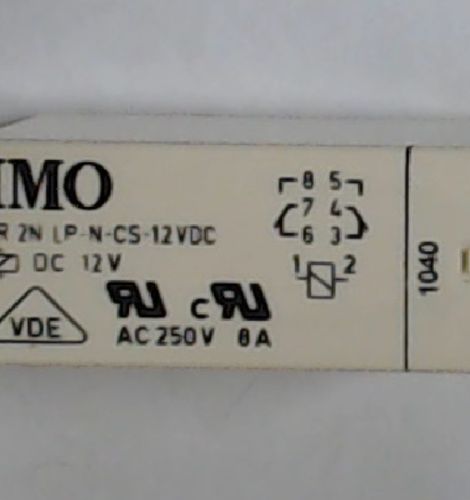 IMO
R 2N LP-N-CS-12VDC
DC 12V
VDE
AC 250V 8A
8 5
7 4
6 3
1 2
1040